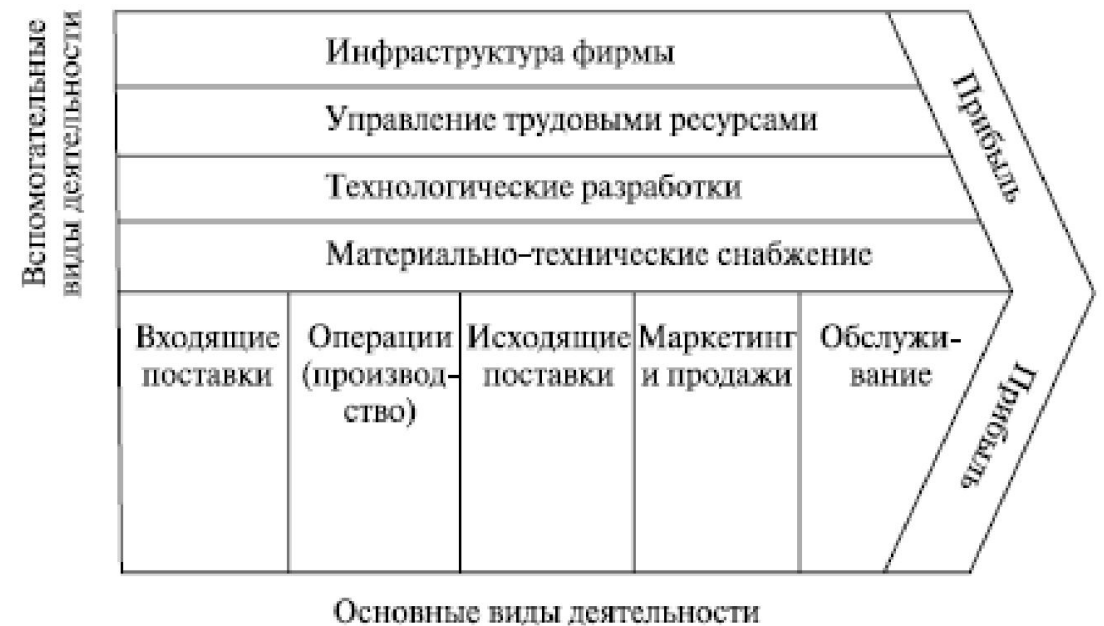 Вспомогательные
виды деятельности
Инфраструктура фирмы
Управление трудовыми ресурсами
Технологические разработки
Материально-технические снабжение
Прибыль
Входящие
поставки
Операции
(производ-
ство)
Исходящие
поставки
Маркетинг
и продажи
Обслужи-
вание
Прибыль
Основные виды деятельности